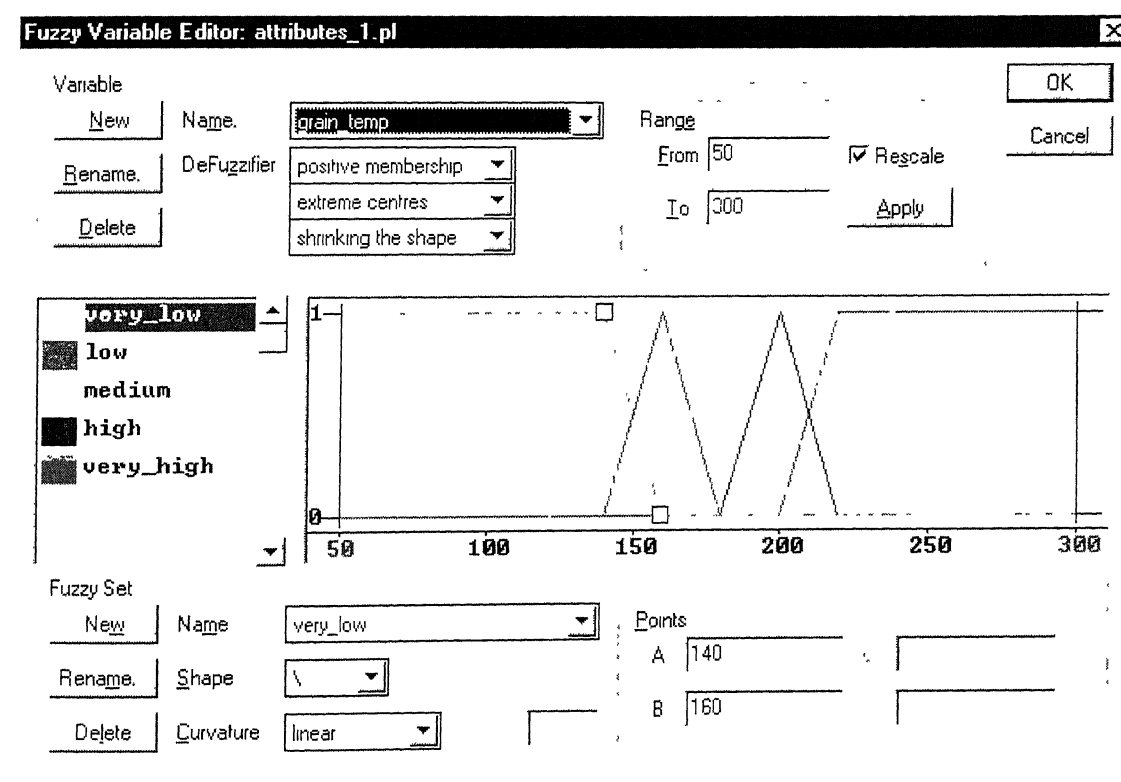 Fuzzy Variable Editor: attributes_1.pl
Variable
New
Name.
grain_temp
Rename.
DeFuzzifier
positive membership
extreme centres
shrinking the shape
Delete
Range
From 50
To 300
Rescale
Apply
OK
Cancel
very_low
low
medium
high
very_high
1
0
50 100 150 200 250 300
Fuzzy Set
New
Name
very_low
Rename.
Shape
\
Delete
Curvature
linear
Points
A 140
B 160